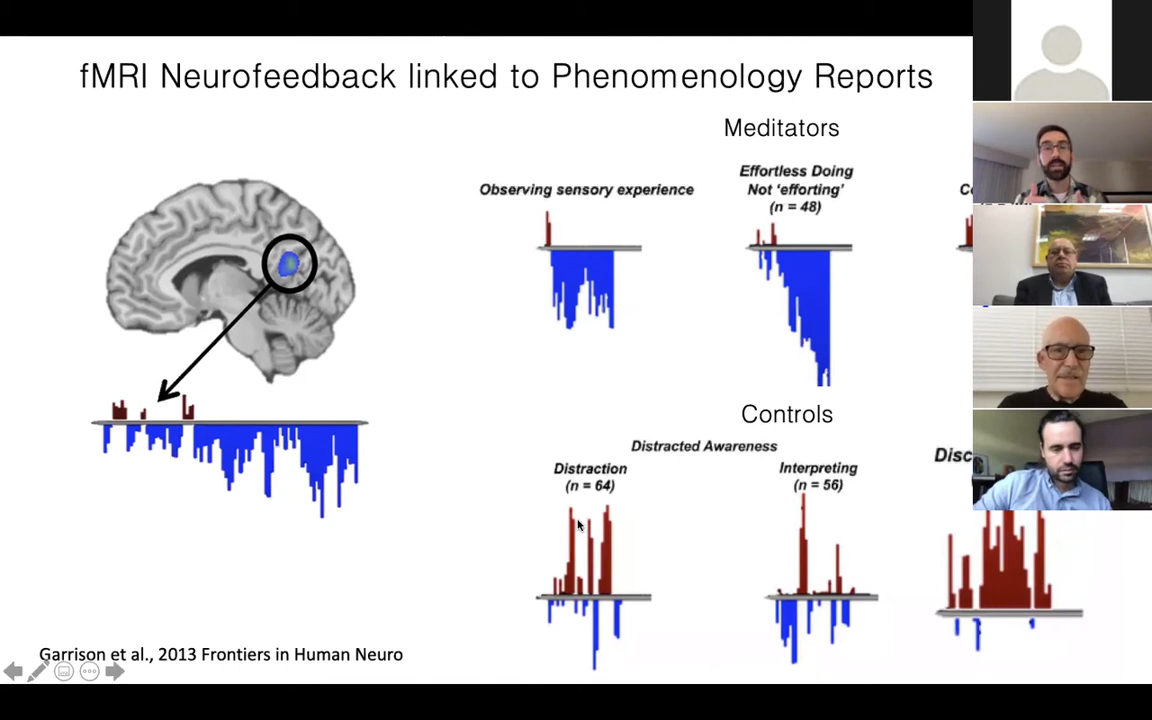 fMRI Neurofeedback linked to Phenomenology Reports
Meditators
Observing sensory experience
Effortless Doing
Not 'efforting'
(n = 48)
Controls
Distracted Awareness
Distraction
(n = 64)
Interpreting
(n = 56)
Garrison et al., 2013 Frontiers in Human Neuro